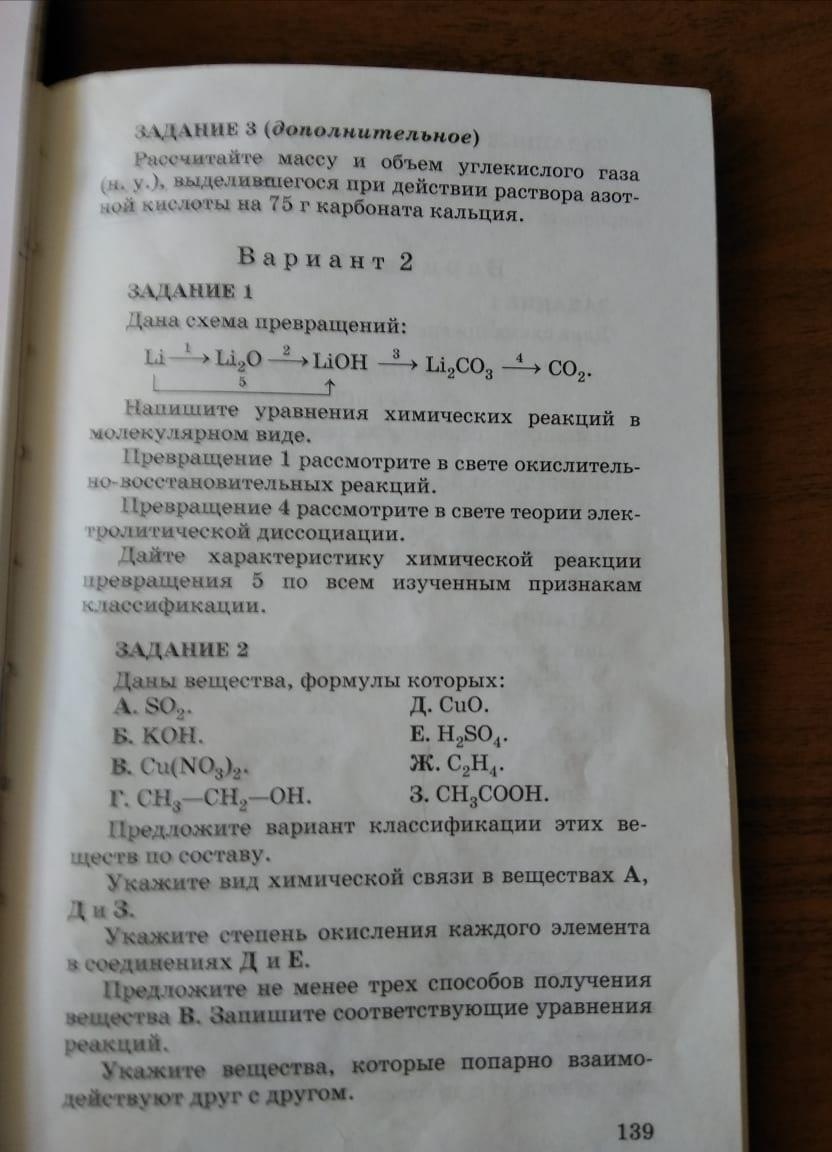 ЗАДАНИЕ 3 (дополнительное)
Рассчитайте массу и объем углекислого газа
(н. у.), выделившегося при действии раствора азот-
ной кислоты на 75 г карбоната кальция.
Вариант 2
ЗАДАНИЕ 1
Дана схема превращений:
Li —1→ Li₂O —2→ LiOH —3→ Li₂CO₃ —4→ CO₂.
5
Напишите уравнения химических реакций в
молекулярном виде.
Превращение 1 рассмотрите в свете окислитель-
но-восстановительных реакций.
Превращение 4 рассмотрите в свете теории элек-
тролитической диссоциации.
Дайте характеристику химической реакции
превращения 5 по всем изученным признакам
классификации.
ЗАДАНИЕ 2
Даны вещества, формулы которых:
А. SO₂. Д. CuO.
Б. KOH. Е. H₂SO₄.
В. Cu(NO₃)₂. Ж. C₂H₄.
Г. CH₃—CH₂—OH. З. CH₃COOH.
Предложите вариант классификации этих ве-
ществ по составу.
Укажите вид химической связи в веществах А,
Д и З.
Укажите степень окисления каждого элемента
в соединениях Д и Е.
Предложите не менее трех способов получения
вещества В. Запишите соответствующие уравнения
реакций.
Укажите вещества, которые попарно взаимо-
действуют друг с другом.
139